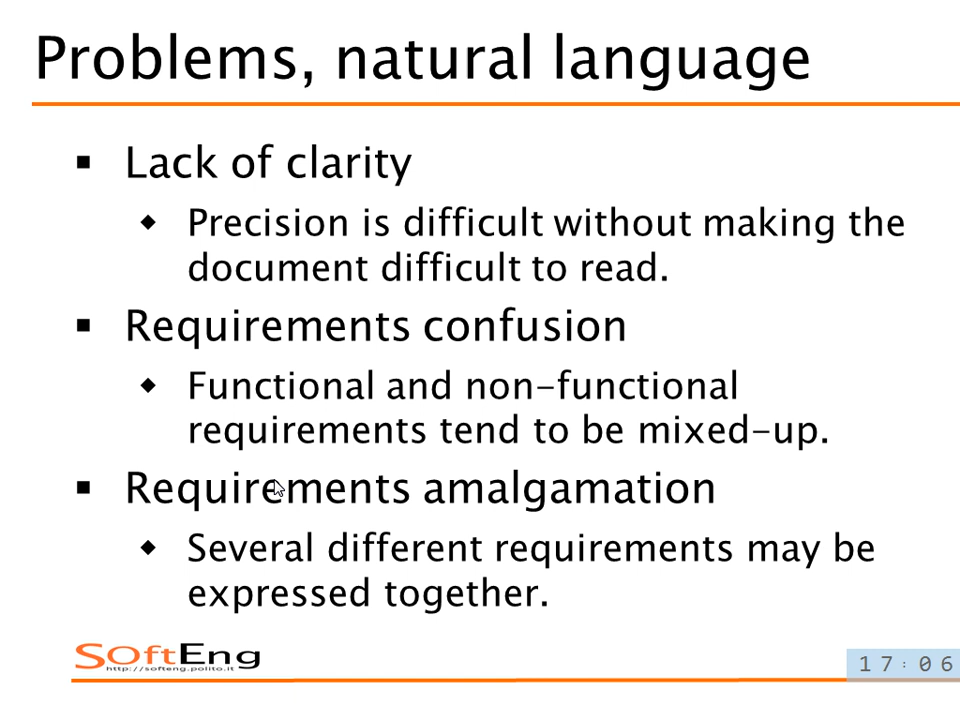 Problems, natural language
▪ Lack of clarity
◆ Precision is difficult without making the
document difficult to read.
▪ Requirements confusion
◆ Functional and non-functional
requirements tend to be mixed-up.
▪ Requirements amalgamation
◆ Several different requirements may be
expressed together.
SOftEng
http://softeng.polito.it
17:06